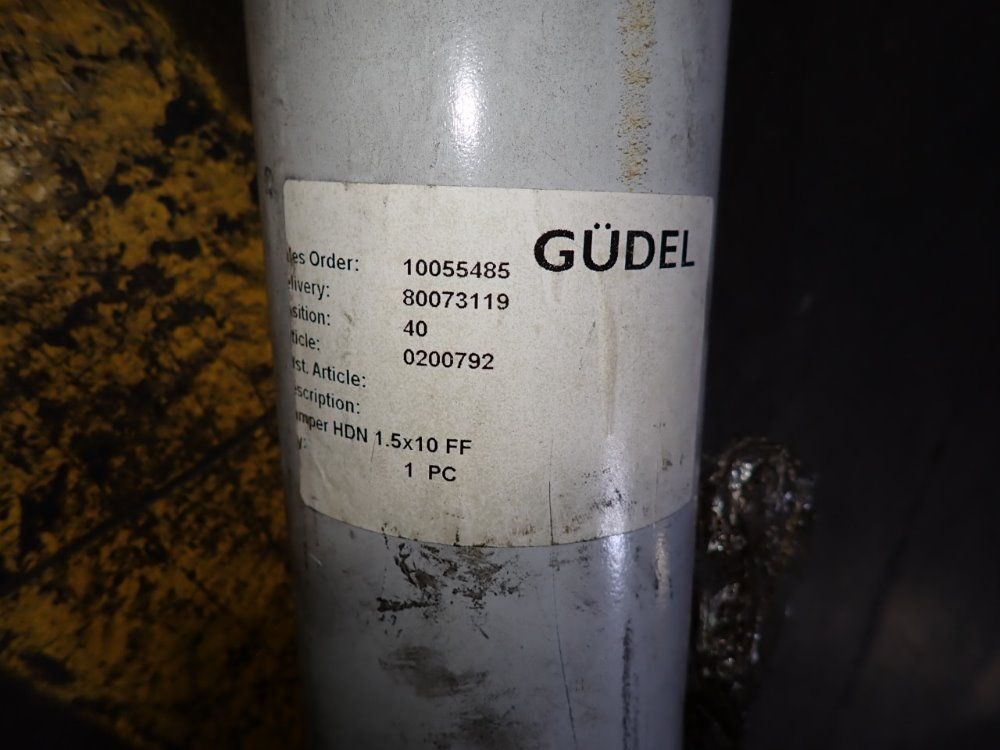 GÜDEL
les Order: 10055485
elivery: 80073119
sition: 40
ticle: 0200792
st. Article:
scription:
mper HDN 1.5x10 FF
y: 1 PC